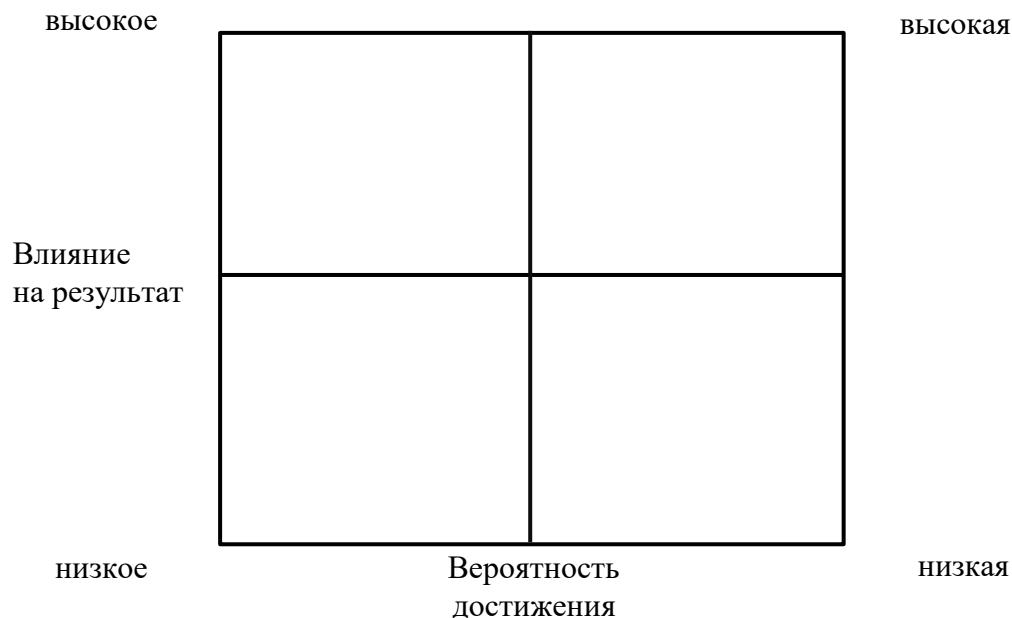 высокое
высокая
Влияние
на результат
низкое
Вероятность
достижения
низкая